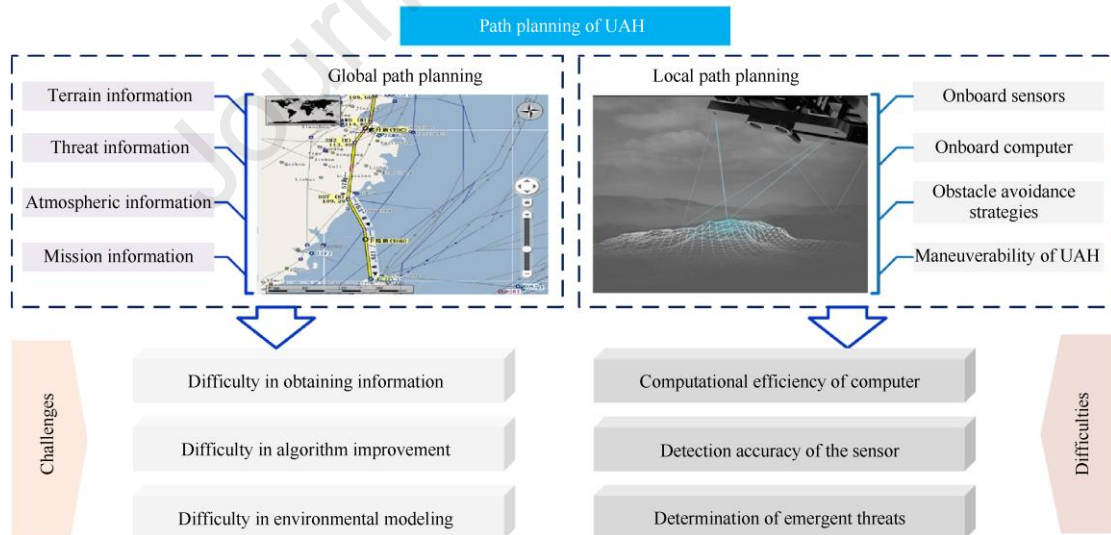 Path planning of UAH
Global path planning
Terrain information
Threat information
Atmospheric information
Mission information
Local path planning
Onboard sensors
Onboard computer
Obstacle avoidance
strategies
Maneuverability of UAH
Challenges
Difficulty in obtaining information
Difficulty in algorithm improvement
Difficulty in environmental modeling
Computational efficiency of computer
Detection accuracy of the sensor
Determination of emergent threats
Difficulties